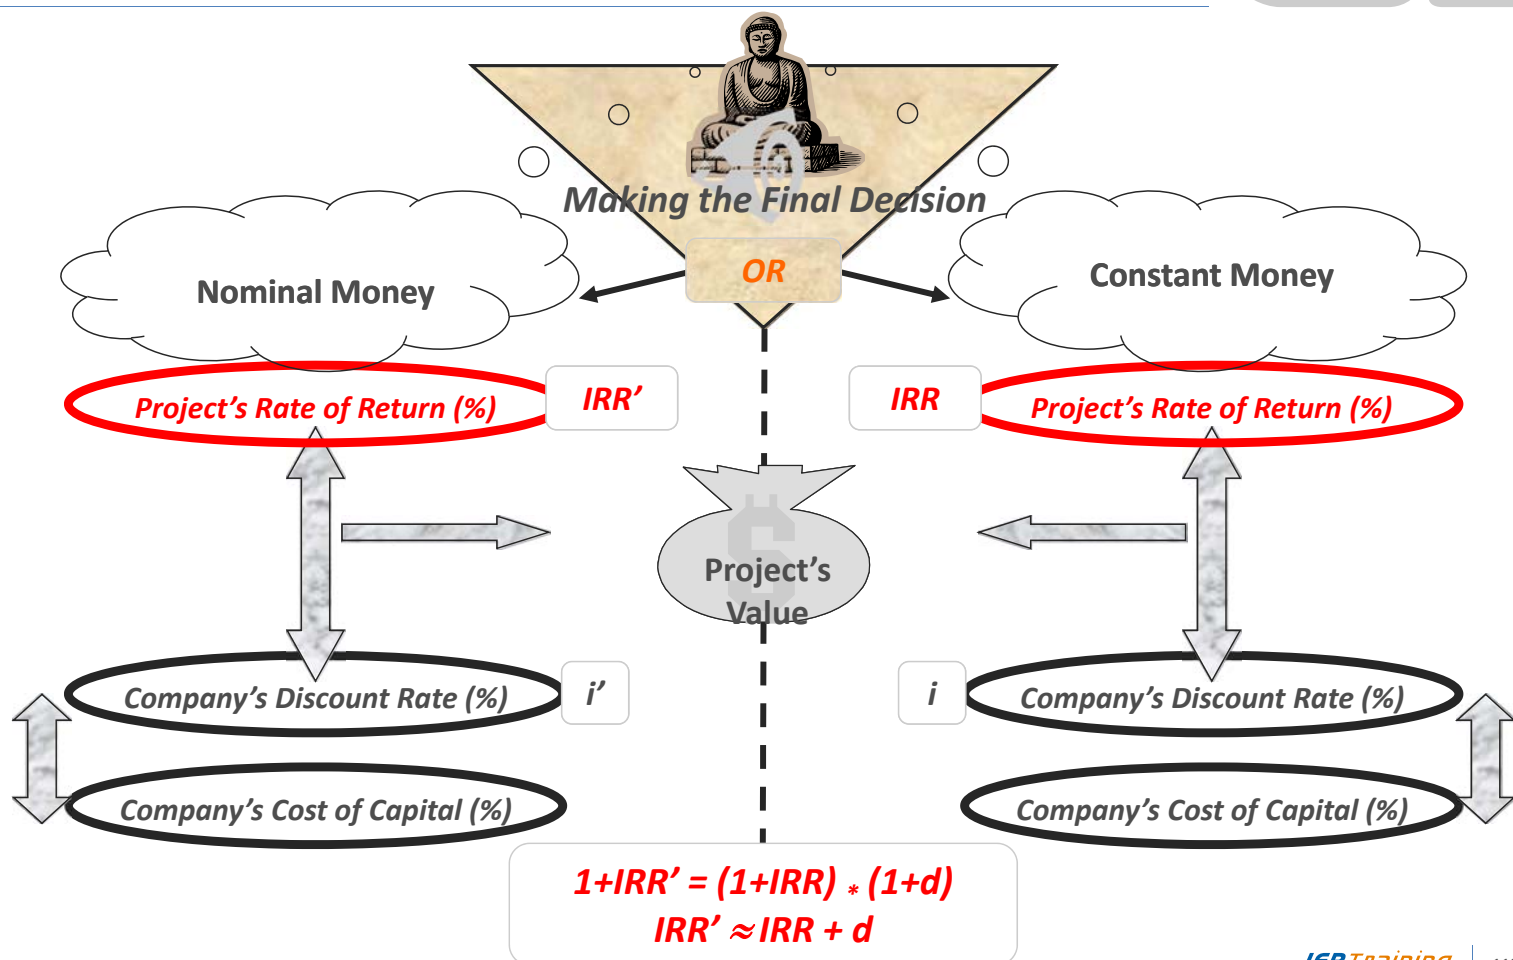 Making the Final Decision
OR
Nominal Money
Constant Money
Project's Rate of Return (%)
IRR'
IRR
Project's Rate of Return (%)
Project's
Value
Company's Discount Rate (%)
i'
i
Company's Discount Rate (%)
Company's Cost of Capital (%)
Company's Cost of Capital (%)
1+IRR' = (1+IRR) * (1+d)
IRR' ≈ IRR + d
Training